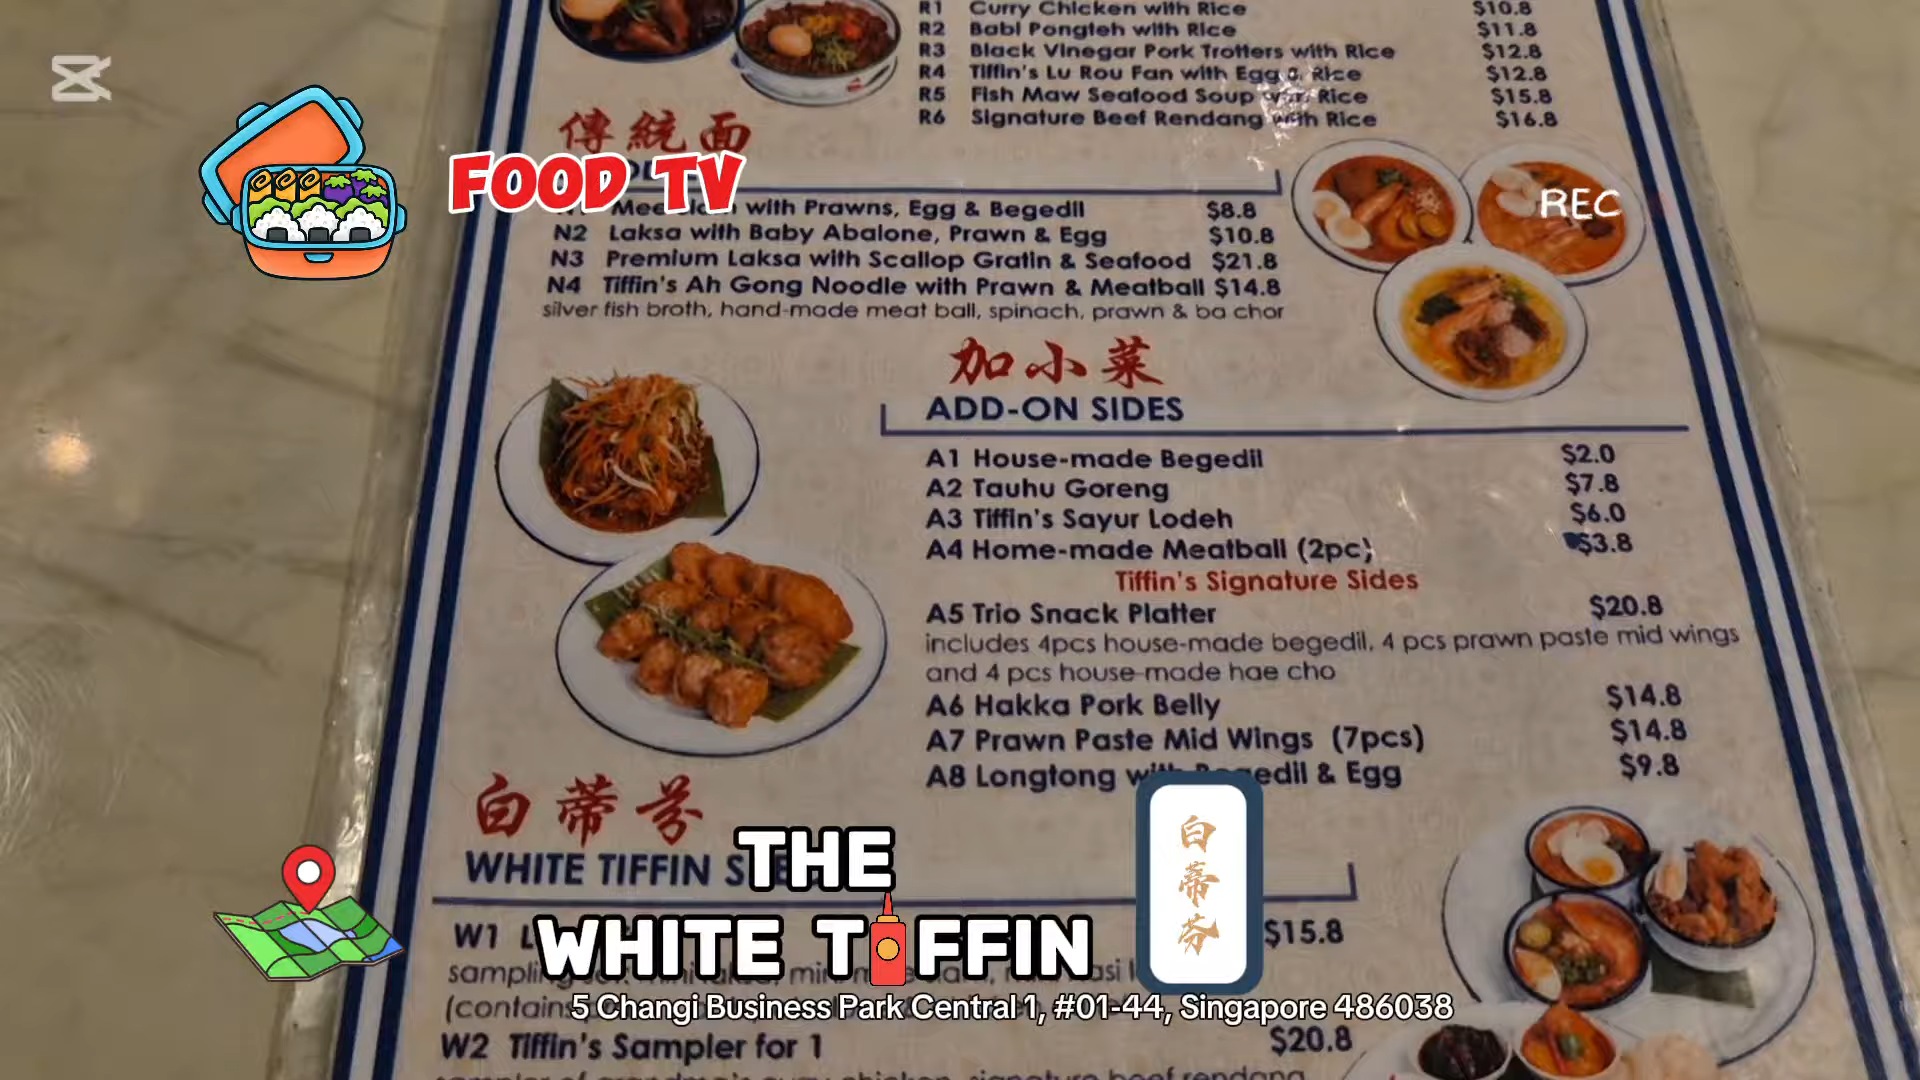 R1 Curry Chicken with Rice $10.8
R2 Babi Pongteh with Rice $11.8
R3 Black Vinegar Pork Trotters with Rice $12.8
R4 Tiffin's Lu Rou Fan with Egg & Rice $12.8
R5 Fish Maw Seafood Soup with Rice $15.8
R6 Signature Beef Rendang with Rice $16.8
傳統面
FOOD TV
REC
with Prawns, Egg & Begedil $8.8
N2 Laksa with Baby Abalone, Prawn & Egg $10.8
N3 Premium Laksa with Scallop Gratin & Seafood $21.8
N4 Tiffin's Ah Gong Noodle with Prawn & Meatball $14.8
silver fish broth, hand-made meat ball, spinach, prawn & ba chor
加小菜
ADD-ON SIDES
A1 House-made Begedil $2.0
A2 Tauhu Goreng $7.8
A3 Tiffin's Sayur Lodeh $6.0
A4 Home-made Meatball (2pc) $3.8
Tiffin's Signature Sides
A5 Trio Snack Platter $20.8
includes 4pcs house-made begedil, 4 pcs prawn paste mid wings
and 4 pcs house-made hae cho
A6 Hakka Pork Belly $14.8
A7 Prawn Paste Mid Wings (7pcs) $14.8
A8 Longtong with Begedil & Egg $9.8
白蒂芬
WHITE TIFFIN
THE
WHITE TIFFIN
白蒂芬
W1 $15.8
5 Changi Business Park Central 1, #01-44, Singapore 486038
W2 Tiffin's Sampler for 1 $20.8